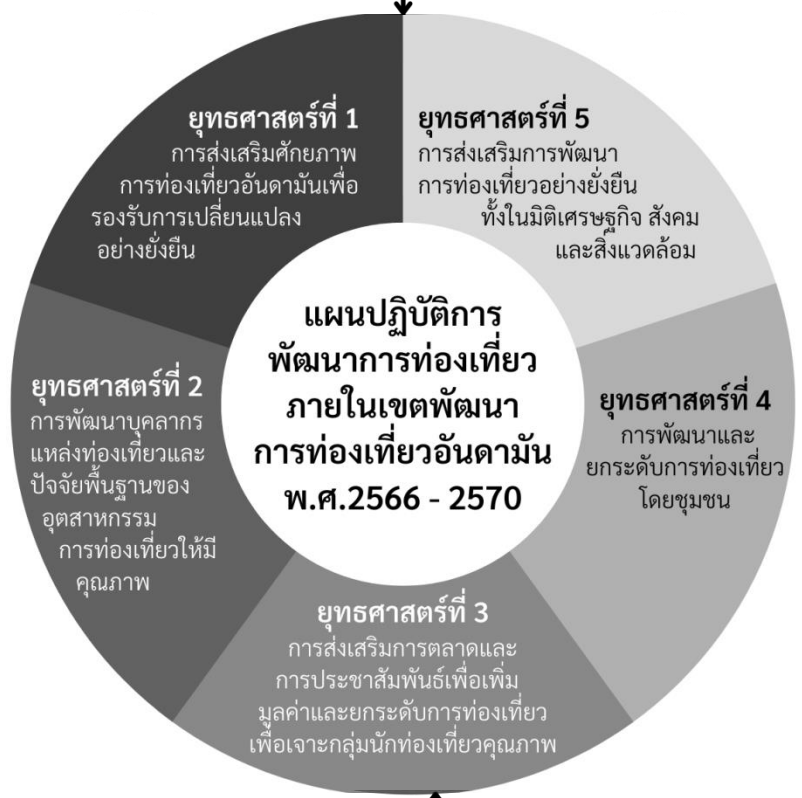 แผนปฏิบัติการ
พัฒนาการท่องเที่ยว
ภายในเขตพัฒนา
การท่องเที่ยวอันดามัน
พ.ศ.2566 - 2570
ยุทธศาสตร์ที่ 1
การส่งเสริมศักยภาพ
การท่องเที่ยวอันดามันเพื่อ
รองรับการเปลี่ยนแปลง
อย่างยั่งยืน
ยุทธศาสตร์ที่ 2
การพัฒนาบุคลากร
แหล่งท่องเที่ยวและ
ปัจจัยพื้นฐานของ
อุตสาหกรรม
การท่องเที่ยวให้มี
คุณภาพ
ยุทธศาสตร์ที่ 3
การส่งเสริมการตลาดและ
การประชาสัมพันธ์เพื่อเพิ่ม
มูลค่าและยกระดับการท่องเที่ยว
เพื่อเจาะกลุ่มนักท่องเที่ยวคุณภาพ
ยุทธศาสตร์ที่ 4
การพัฒนาและ
ยกระดับการท่องเที่ยว
โดยชุมชน
ยุทธศาสตร์ที่ 5
การส่งเสริมการพัฒนา
การท่องเที่ยวอย่างยั่งยืน
ทั้งในมิติเศรษฐกิจ สังคม
และสิ่งแวดล้อม